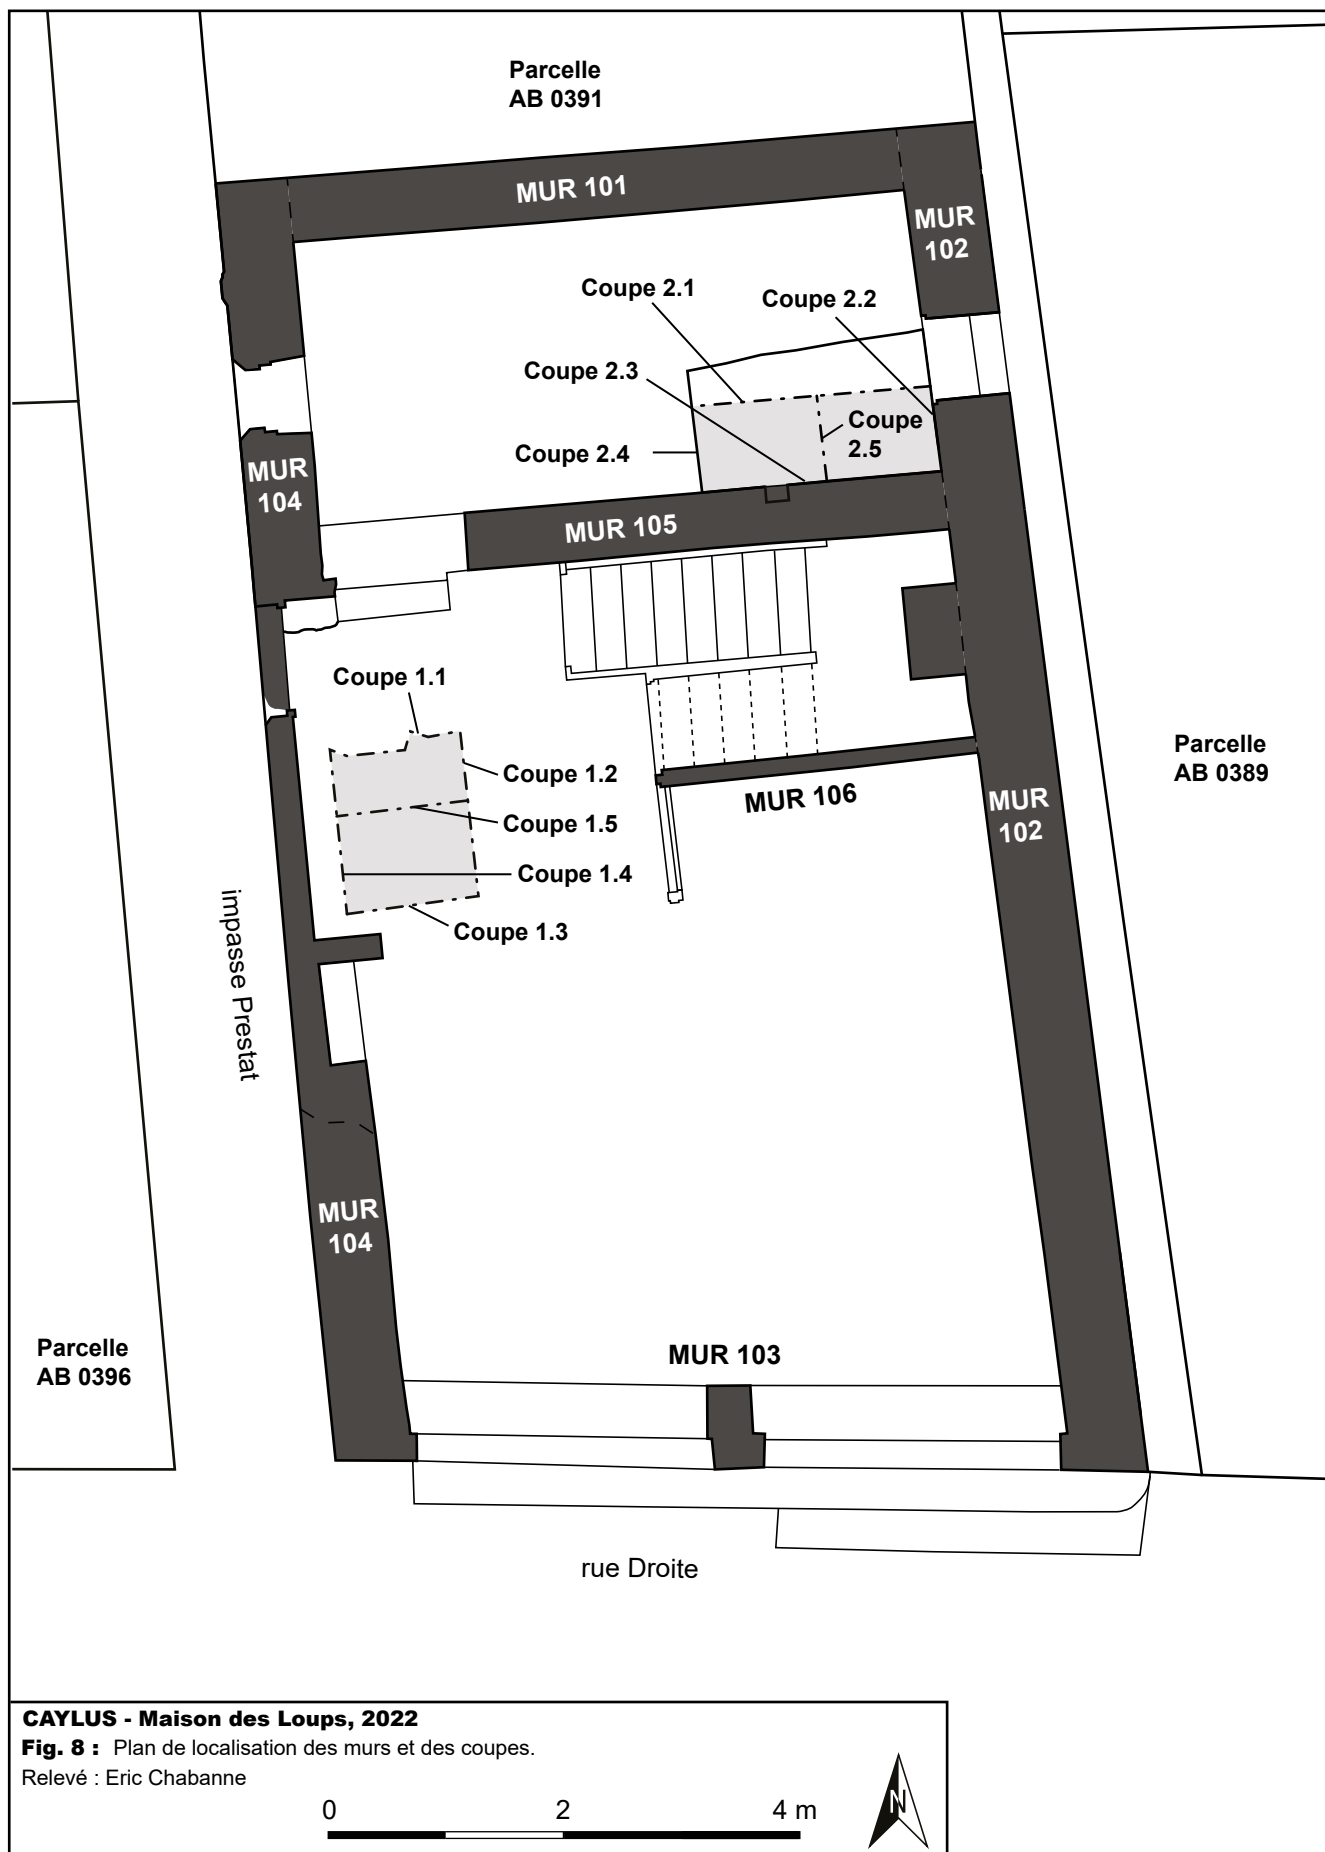 Parcelle
AB 0391
MUR 101
MUR
102
Coupe 2.1
Coupe 2.2
Coupe 2.3
Coupe
2.5
Coupe 2.4
MUR
104
MUR 105
Coupe 1.1
Coupe 1.2
Coupe 1.5
Coupe 1.4
Coupe 1.3
MUR 106
MUR
102
Parcelle
AB 0389
impasse Prestat
MUR
104
Parcelle
AB 0396
MUR 103
rue Droite
CAYLUS - Maison des Loups, 2022
Fig. 8 : Plan de localisation des murs et des coupes.
Relevé : Eric Chabanne
0 2 4 m
N